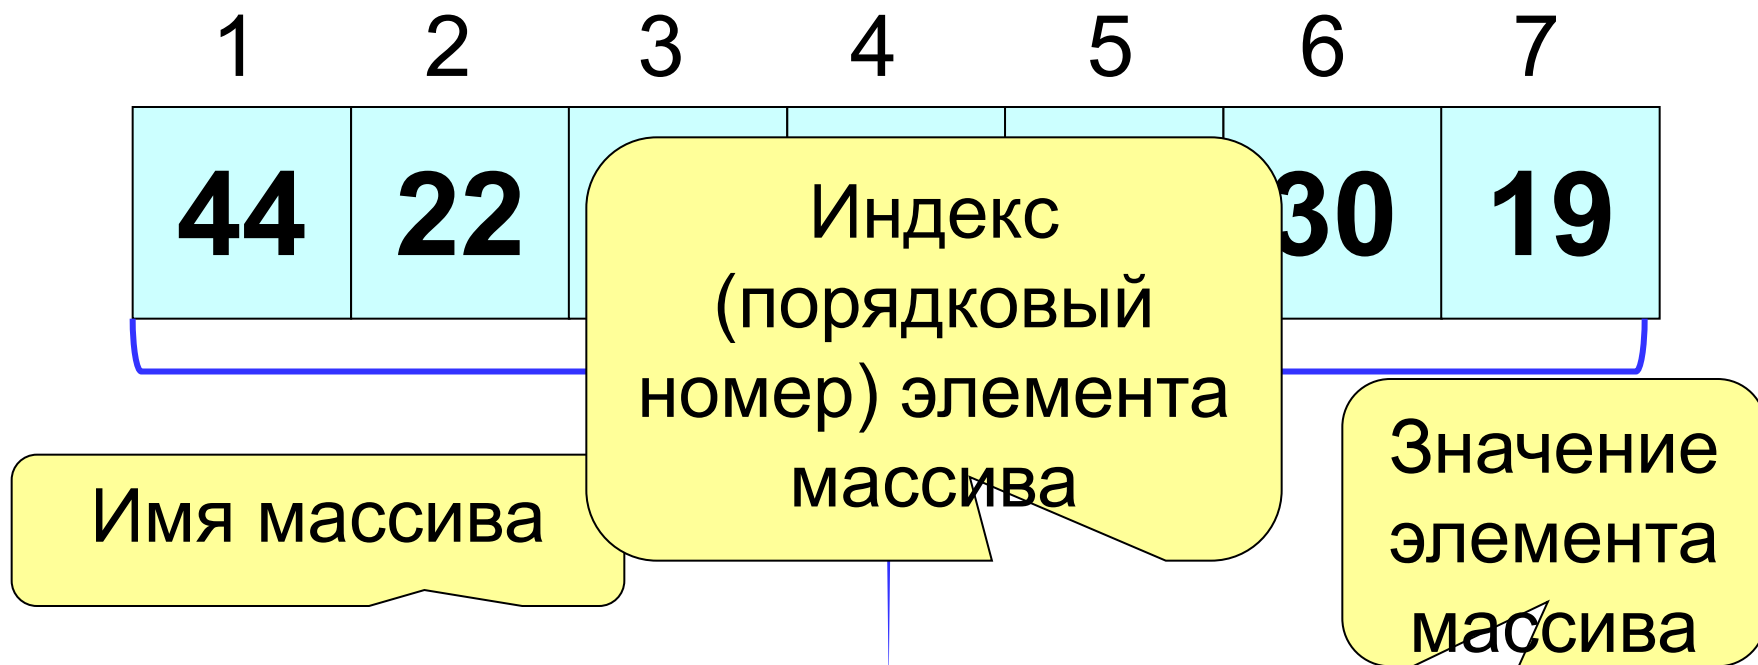 1 2 3 4 5 6 7
44 22 30 19
Индекс
(порядковый
номер) элемента
массива
Имя массива
Значение
элемента
массива